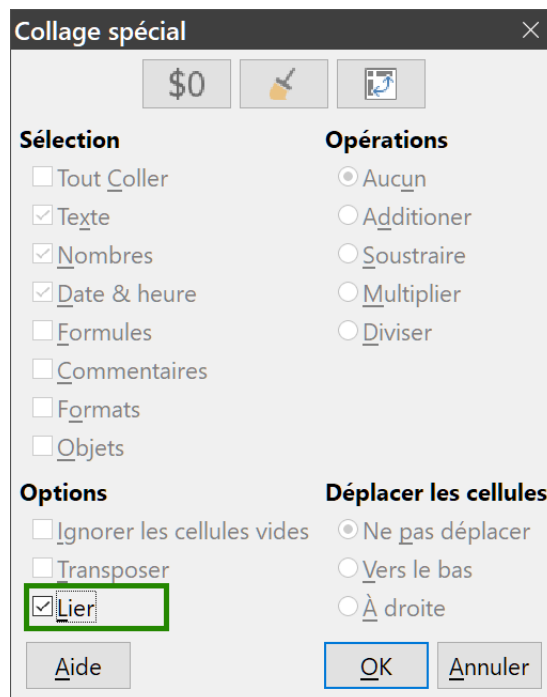 Collage spécial
$0
Sélection
Tout Coller
Texte
Nombres
Date & heure
Formules
Commentaires
Formats
Objets
Opérations
Aucun
Additioner
Soustraire
Multiplier
Diviser
Options
Ignorer les cellules vides
Transposer
Lier
Déplacer les cellules
Ne pas déplacer
Vers le bas
À droite
Aide
OK
Annuler